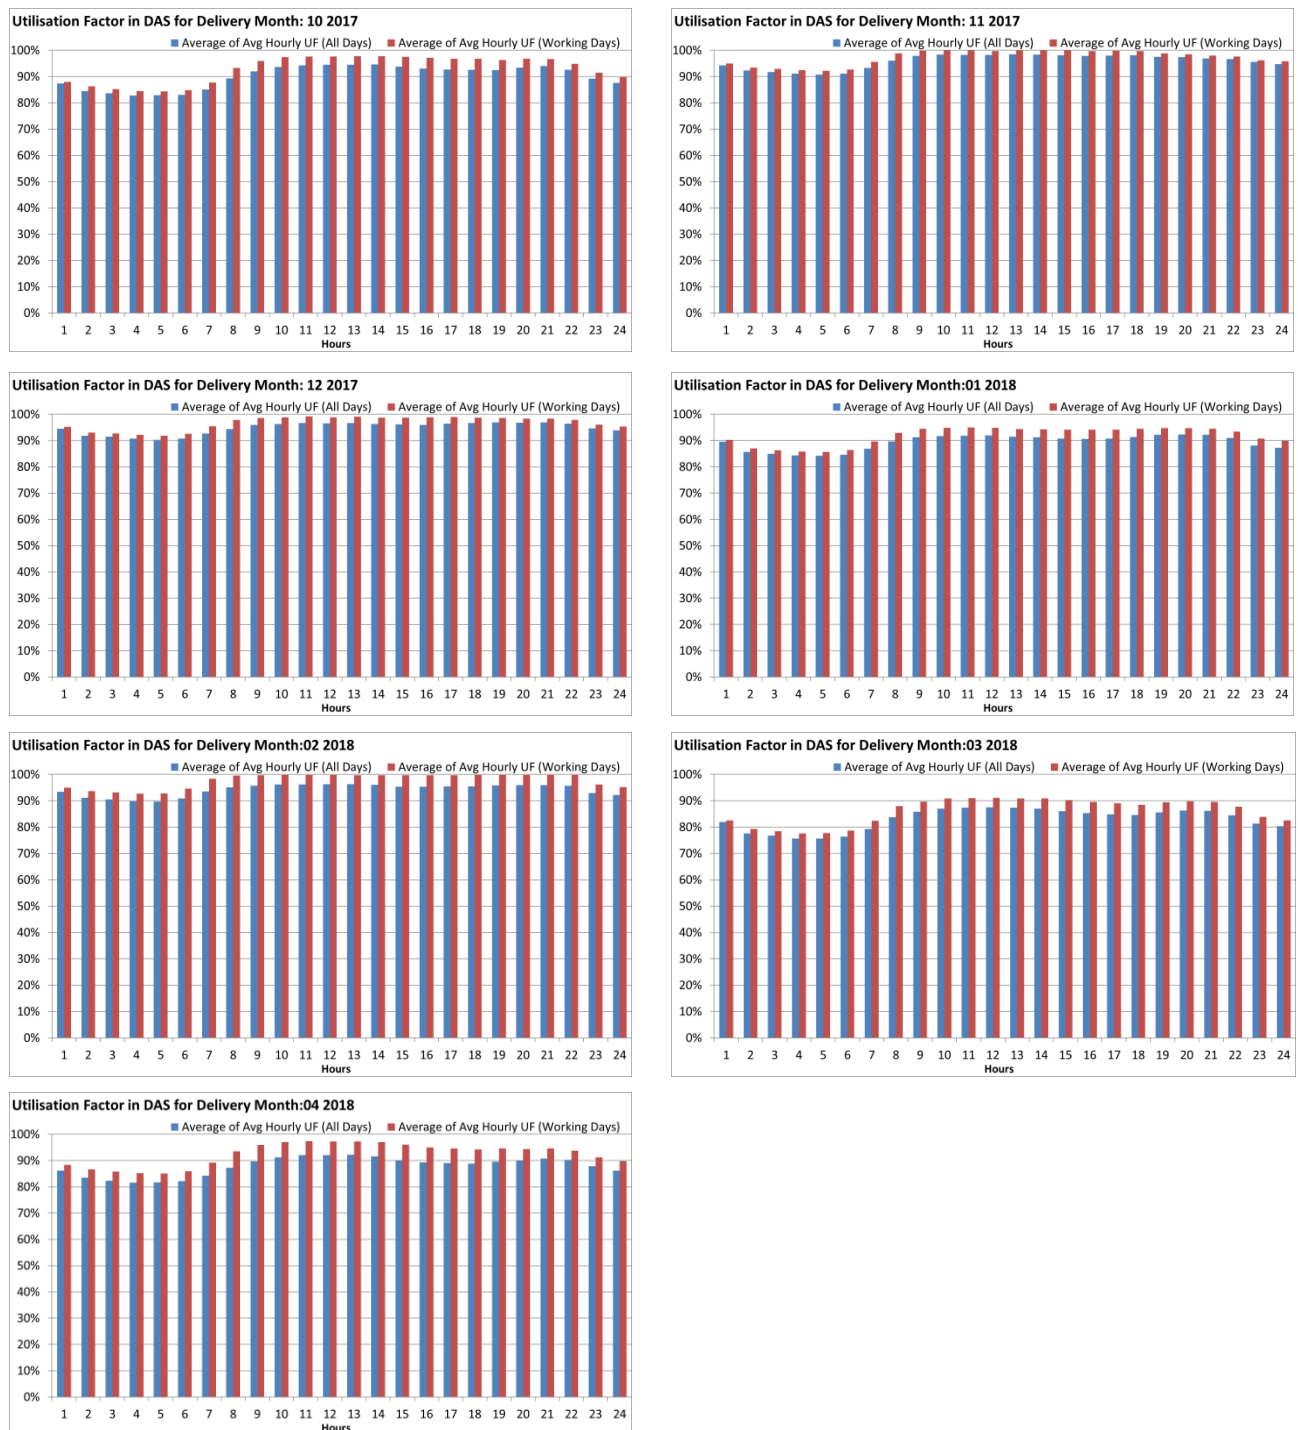 Utilisation Factor in DAS for Delivery Month: 10 2017
Average of Avg Hourly UF (All Days) Average of Avg Hourly UF (Working Days)
100%
90%
80%
70%
60%
50%
40%
30%
20%
10%
0%
1 2 3 4 5 6 7 8 9 10 11 12 13 14 15 16 17 18 19 20 21 22 23 24
Hours
Utilisation Factor in DAS for Delivery Month: 11 2017
Average of Avg Hourly UF (All Days) Average of Avg Hourly UF (Working Days)
100%
90%
80%
70%
60%
50%
40%
30%
20%
10%
0%
1 2 3 4 5 6 7 8 9 10 11 12 13 14 15 16 17 18 19 20 21 22 23 24
Hours
Utilisation Factor in DAS for Delivery Month: 12 2017
Average of Avg Hourly UF (All Days) Average of Avg Hourly UF (Working Days)
100%
90%
80%
70%
60%
50%
40%
30%
20%
10%
0%
1 2 3 4 5 6 7 8 9 10 11 12 13 14 15 16 17 18 19 20 21 22 23 24
Hours
Utilisation Factor in DAS for Delivery Month:01 2018
Average of Avg Hourly UF (All Days) Average of Avg Hourly UF (Working Days)
100%
90%
80%
70%
60%
50%
40%
30%
20%
10%
0%
1 2 3 4 5 6 7 8 9 10 11 12 13 14 15 16 17 18 19 20 21 22 23 24
Hours
Utilisation Factor in DAS for Delivery Month:02 2018
Average of Avg Hourly UF (All Days) Average of Avg Hourly UF (Working Days)
100%
90%
80%
70%
60%
50%
40%
30%
20%
10%
0%
1 2 3 4 5 6 7 8 9 10 11 12 13 14 15 16 17 18 19 20 21 22 23 24
Hours
Utilisation Factor in DAS for Delivery Month:03 2018
Average of Avg Hourly UF (All Days) Average of Avg Hourly UF (Working Days)
100%
90%
80%
70%
60%
50%
40%
30%
20%
10%
0%
1 2 3 4 5 6 7 8 9 10 11 12 13 14 15 16 17 18 19 20 21 22 23 24
Hours
Utilisation Factor in DAS for Delivery Month:04 2018
Average of Avg Hourly UF (All Days) Average of Avg Hourly UF (Working Days)
100%
90%
80%
70%
60%
50%
40%
30%
20%
10%
0%
1 2 3 4 5 6 7 8 9 10 11 12 13 14 15 16 17 18 19 20 21 22 23 24
Hours